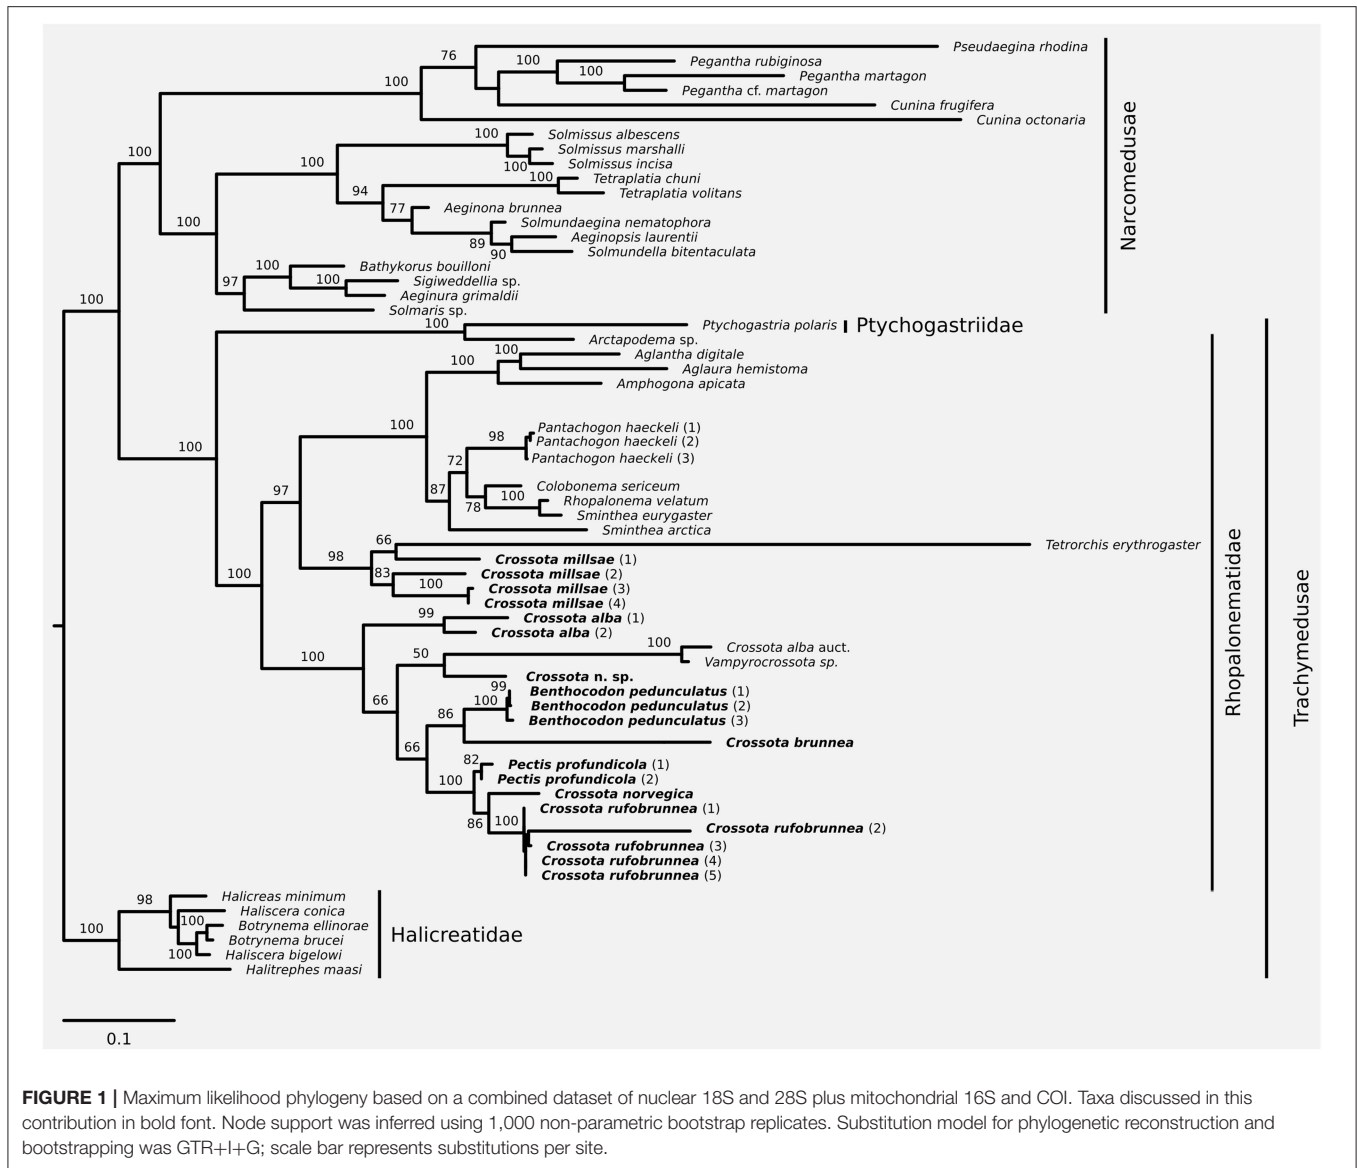 76
Pseudaegina rhodina
100
Pegantha rubiginosa
100
Pegantha martagon
100
Pegantha cf. martagon
Cunina frugifera
Cunina octonaria
100
100
Solmissus albescens
Solmissus marshalli
100
Solmissus incisa
100
100
Tetraplatia chuni
94
Tetraplatia volitans
77
Aeginona brunnea
100
Solmundaegina nematophora
89
Aeginopsis laurentii
90
Solmundella bitentaculata
100
Bathykorus bouilloni
97
100
Sigiweddellia sp.
Aeginura grimaldii
100
Solmaris sp.
Narcomedusae
100
Ptychogastria polaris
Ptychogastriidae
Arctapodema sp.
100
Aglantha digitale
100
Aglaura hemistoma
Amphogona apicata
100
100
Pantachogon haeckeli (1)
98
Pantachogon haeckeli (2)
Pantachogon haeckeli (3)
72
87
Colobonema sericeum
97
100
Rhopalonema velatum
78
Sminthea eurygaster
Sminthea arctica
66
Tetrorchis erythrogaster
98
Crossota millsae (1)
83
Crossota millsae (2)
100
100
Crossota millsae (3)
Crossota millsae (4)
99
Crossota alba (1)
Crossota alba (2)
100
100
Crossota alba auct.
50
Vampyrocrossota sp.
Crossota n. sp.
99
Benthocodon pedunculatus (1)
66
100
Benthocodon pedunculatus (2)
86
Benthocodon pedunculatus (3)
66
Crossota brunnea
82
Pectis profundicola (1)
100
Pectis profundicola (2)
Crossota norvegica
Crossota rufobrunnea (1)
86
100
Crossota rufobrunnea (2)
Crossota rufobrunnea (3)
Crossota rufobrunnea (4)
Crossota rufobrunnea (5)
Rhopalonematidae
Trachymedusae
98
Halicreas minimum
Haliscera conica
100
Botrynema ellinorae
100
Botrynema brucei
100
Haliscera bigelowi
Halitrephes maasi
Halicreatidae
0.1
FIGURE 1 | Maximum likelihood phylogeny based on a combined dataset of nuclear 18S and 28S plus mitochondrial 16S and COI. Taxa discussed in this
contribution in bold font. Node support was inferred using 1,000 non-parametric bootstrap replicates. Substitution model for phylogenetic reconstruction and
bootstrapping was GTR+I+G; scale bar represents substitutions per site.